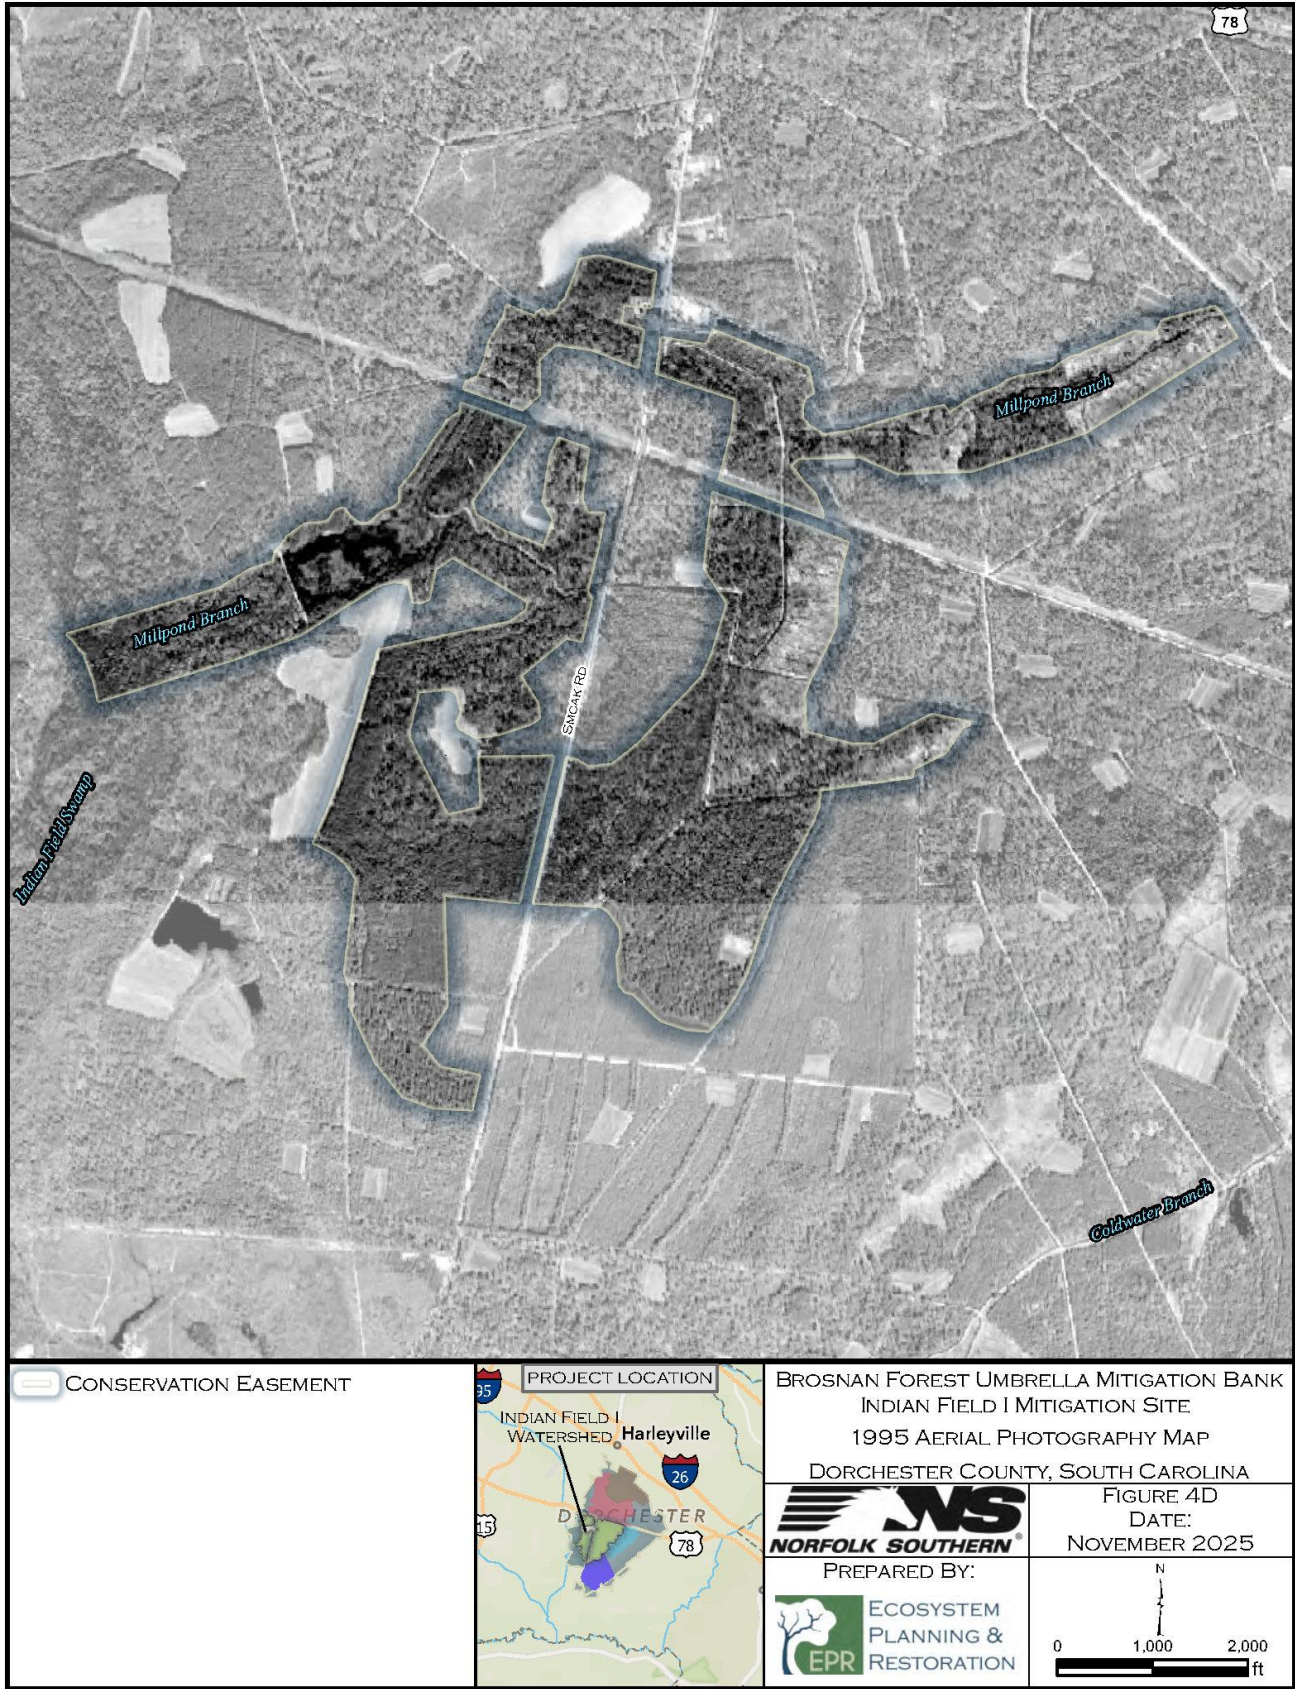 78
Millpond Branch
Millpond Branch
SMCAK RD
Indian Field Swamp
Coldwater Branch
CONSERVATION EASEMENT
PROJECT LOCATION
95
INDIAN FIELD I
WATERSHED
Harleyville
26
DORCHESTER
15
78
BROSNAN FOREST UMBRELLA MITIGATION BANK
INDIAN FIELD I MITIGATION SITE
1995 AERIAL PHOTOGRAPHY MAP
DORCHESTER COUNTY, SOUTH CAROLINA
NS
NORFOLK SOUTHERN®
FIGURE 4D
DATE:
NOVEMBER 2025
PREPARED BY:
EPR
ECOSYSTEM
PLANNING &
RESTORATION
N
0 1,000 2,000
ft